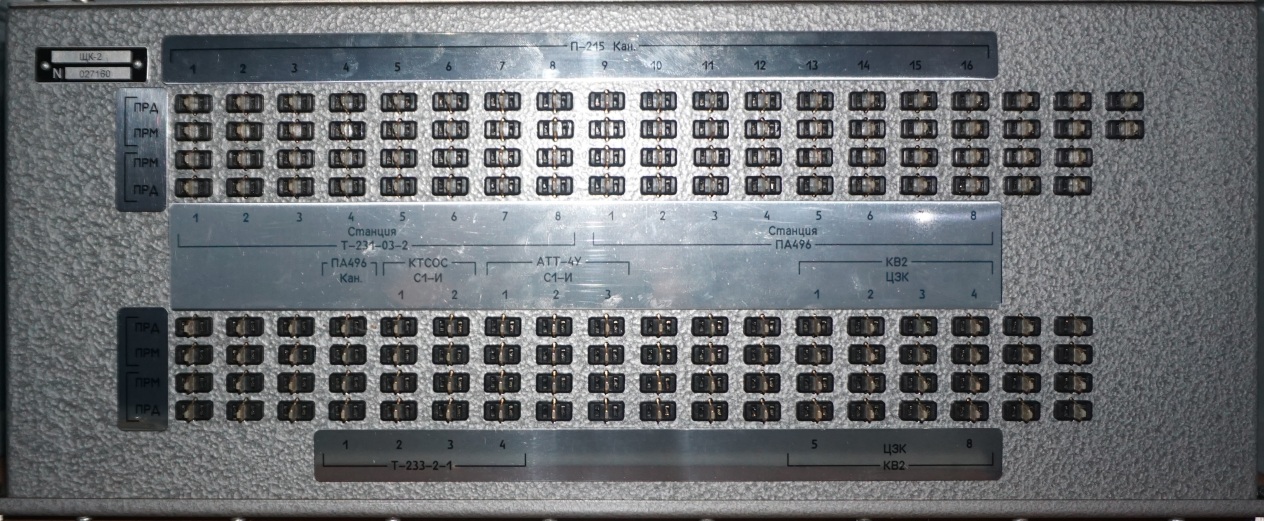 ЩК-2
N 027160
П-215 Кан.
1 2 3 4 5 6 7 8 9 10 11 12 13 14 15 16
ПРД
ПРМ
ПРМ
ПРД
1 2 3 4 5 6 7 8 1 2 3 4 5 6 7 8
Станция Станция
Т-231-03-2 ПА496
ПА496 КТСОС АТТ-4У КВ2
Кан. С1-И С1-И ЦЗК
1 2 1 2 3 1 2 3 4
ПРД
ПРМ
ПРМ
ПРД
1 2 3 4 5 ЦЗК 8
Т-233-2-1 КВ2